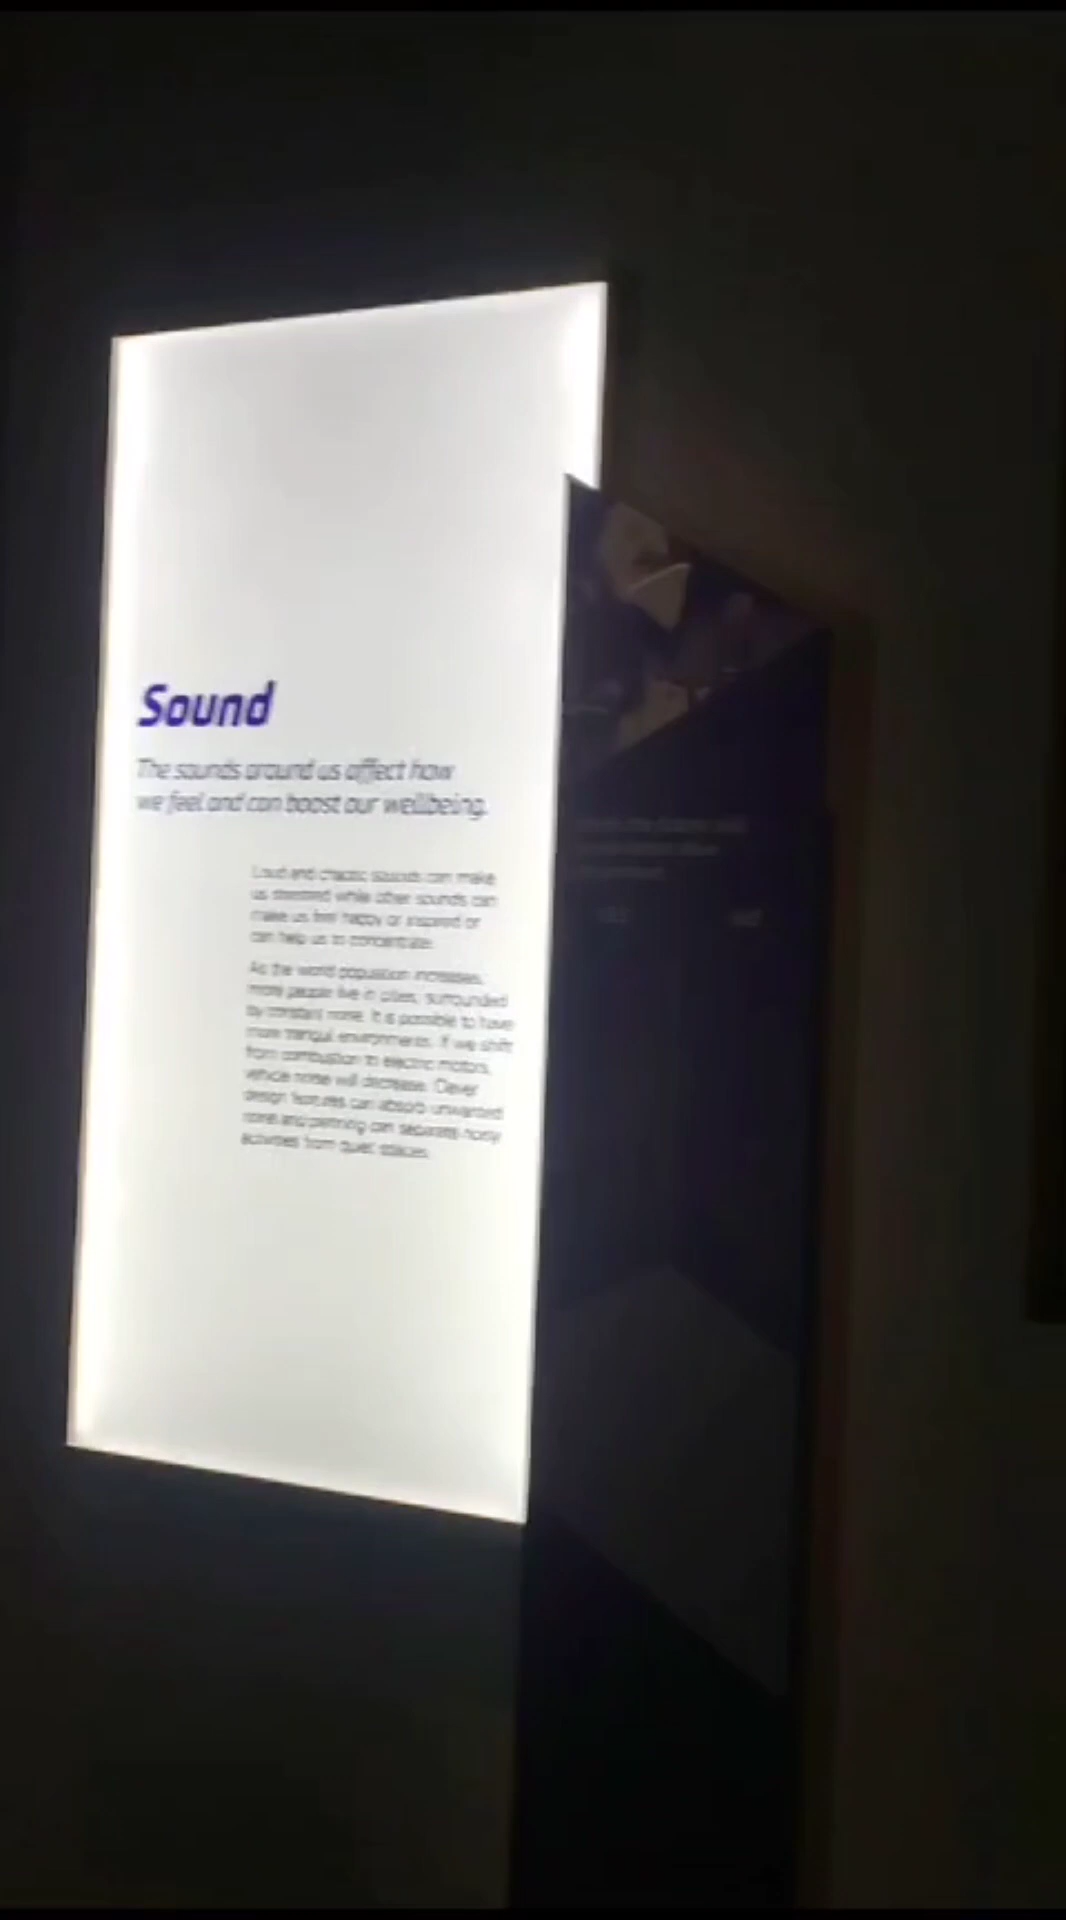 Sound
The sounds around us affect how
we feel and can boost our wellbeing.
Loud and chaotic sounds can make
us stressed while other sounds can
make us feel happy or inspired or
can help us to concentrate.
As the world population increases,
more people live in cities, surrounded
by constant noise. It is possible to have
more tranquil environments. If we shift
from combustion to electric motors,
vehicle noise will decrease. Clever
design features can absorb unwanted
noise and planning can separate noisy
activities from quiet spaces.